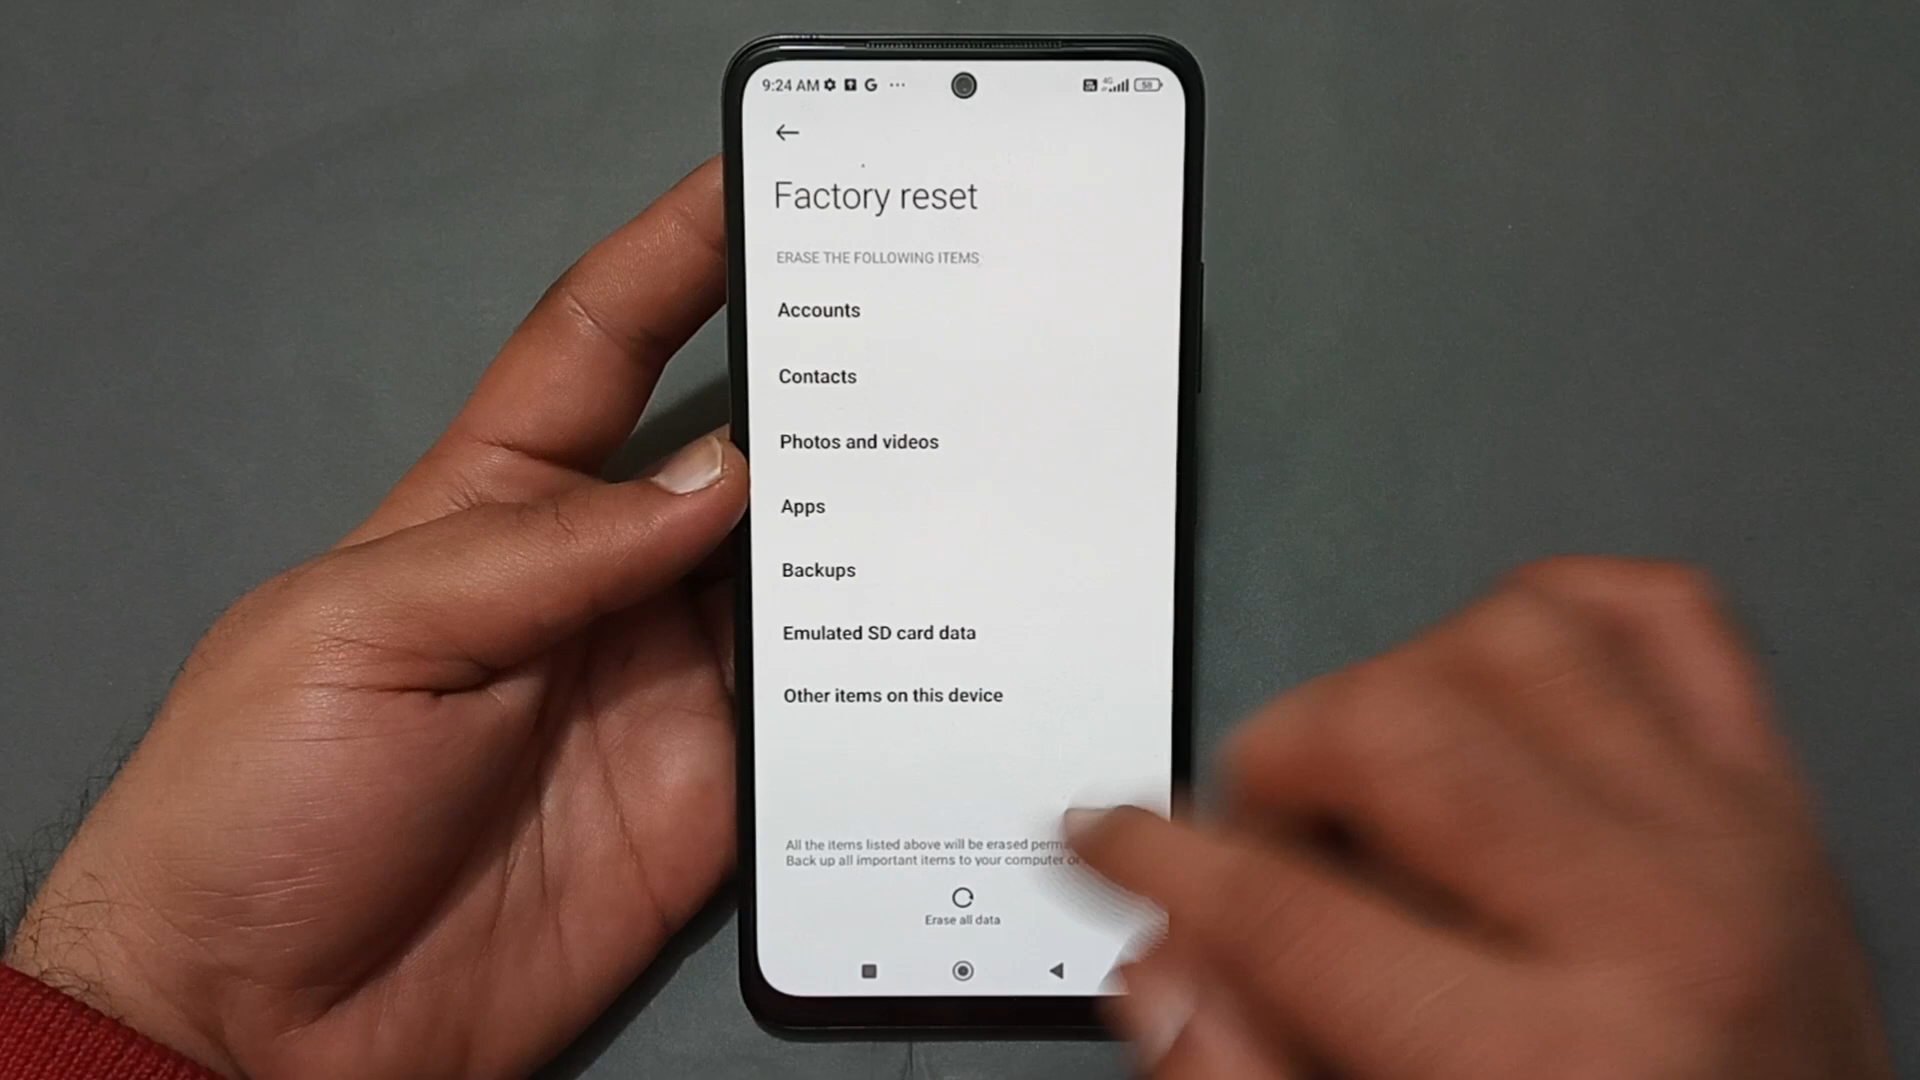 9:24 AM G ... 4G 50
Factory reset
ERASE THE FOLLOWING ITEMS
Accounts
Contacts
Photos and videos
Apps
Backups
Emulated SD card data
Other items on this device
All the items listed above will be erased
Back up all important items to your computer
Erase all data